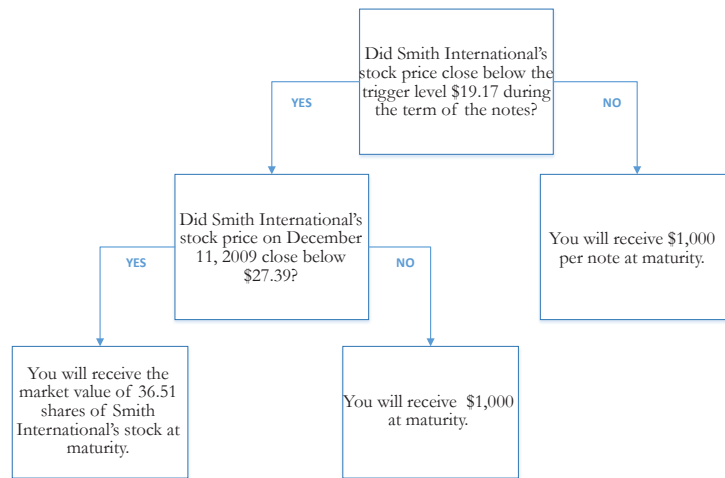 Did Smith International’s
stock price close below the
trigger level $19.17 during
the term of the notes?
YES
NO
Did Smith International’s
stock price on December
11, 2009 close below
$27.39?
You will receive $1,000
per note at maturity.
YES
NO
You will receive the
market value of 36.51
shares of Smith
International’s stock at
maturity.
You will receive $1,000
at maturity.